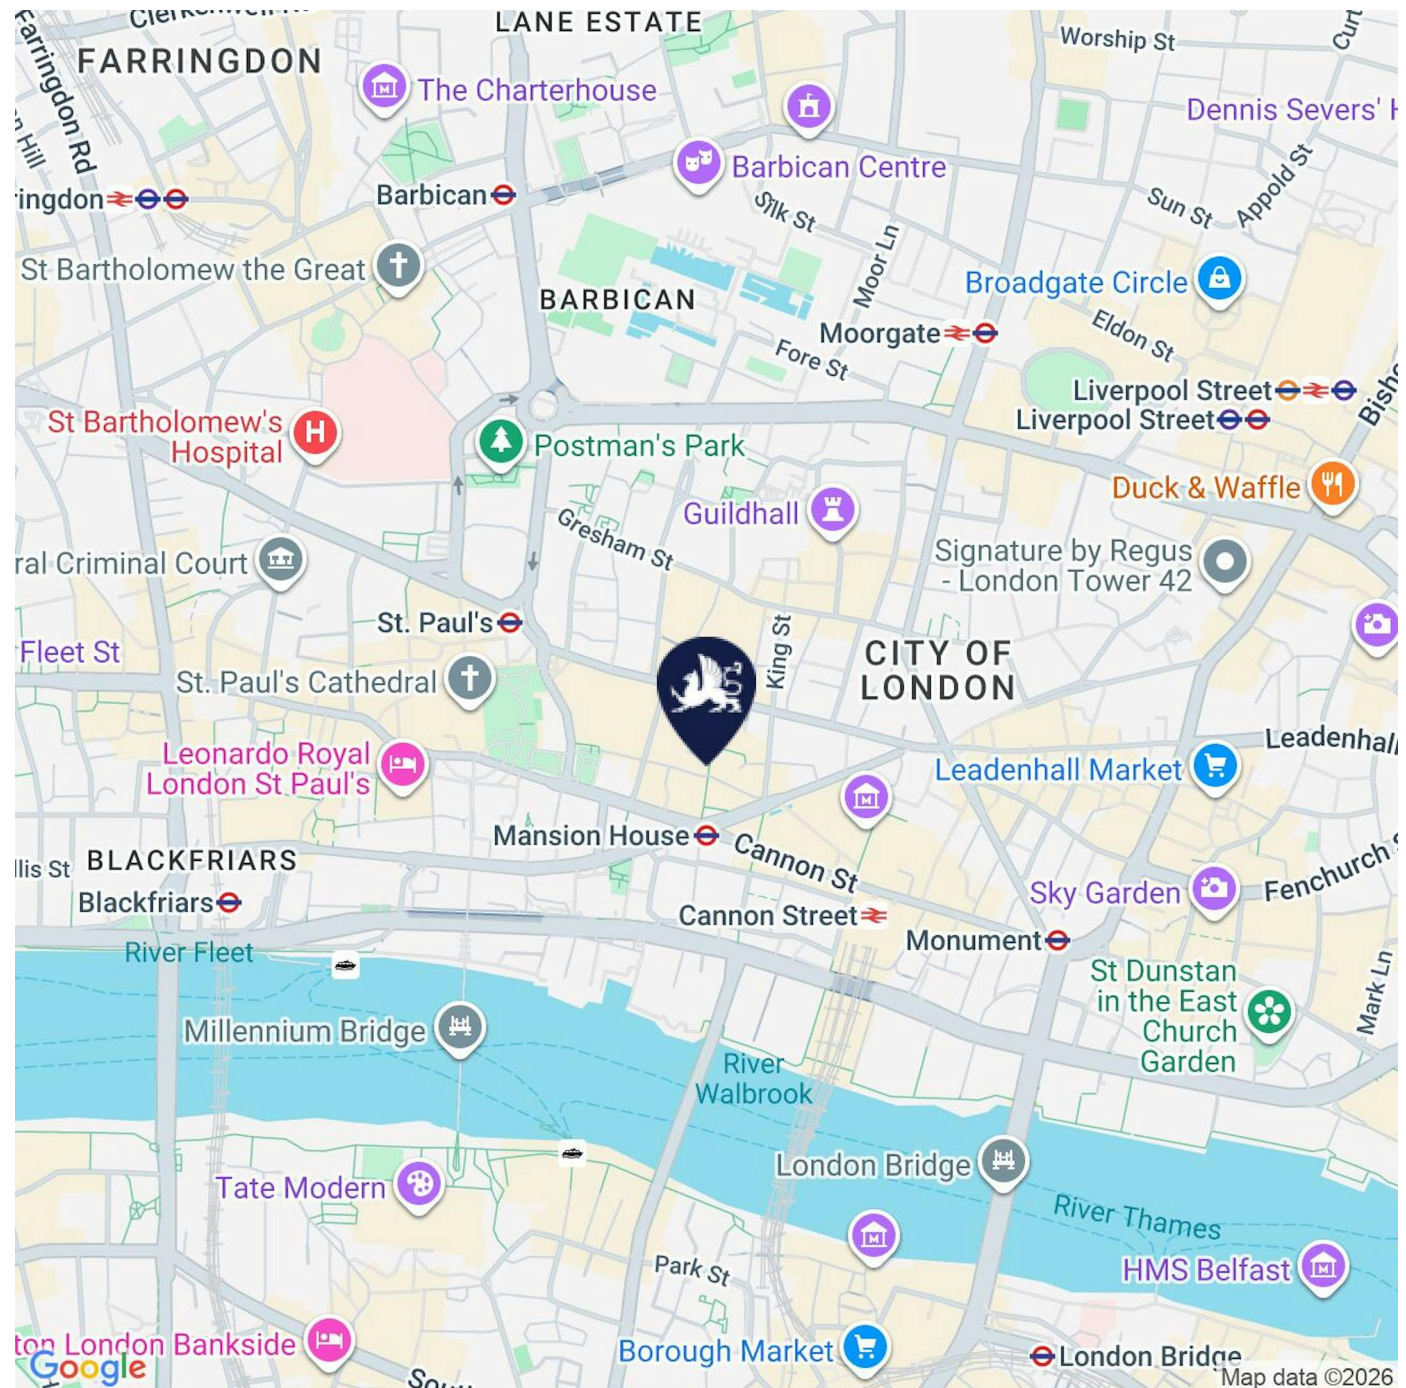 Clerkenwell Rd
LANE ESTATE
Worship St
FARRINGDON
Farringdon Rd
The Charterhouse
Dennis Severs' H
Barbican Centre
Barbican
ringdon
Silk St
Sun St
Appold St
St Bartholomew the Great
Moor Ln
Broadgate Circle
BARBICAN
Moorgate
Eldon St
Fore St
Liverpool Street
Liverpool Street
Bisho
St Bartholomew's
Hospital
Postman's Park
Duck & Waffle
Guildhall
Gresham St
Signature by Regus
- London Tower 42
ral Criminal Court
St. Paul's
King St
Fleet St
CITY OF
LONDON
St. Paul's Cathedral
Leadenhall
Leonardo Royal
London St Paul's
Leadenhall Market
Mansion House
Cannon St
llis St
BLACKFRIARS
Fenchurch S
Blackfriars
Sky Garden
Cannon Street
Monument
River Fleet
St Dunstan
in the East
Church
Garden
Mark Ln
Millennium Bridge
River
Walbrook
London Bridge
Tate Modern
River Thames
Park St
HMS Belfast
ton London Bankside
Borough Market
London Bridge
Google
Map data ©2026